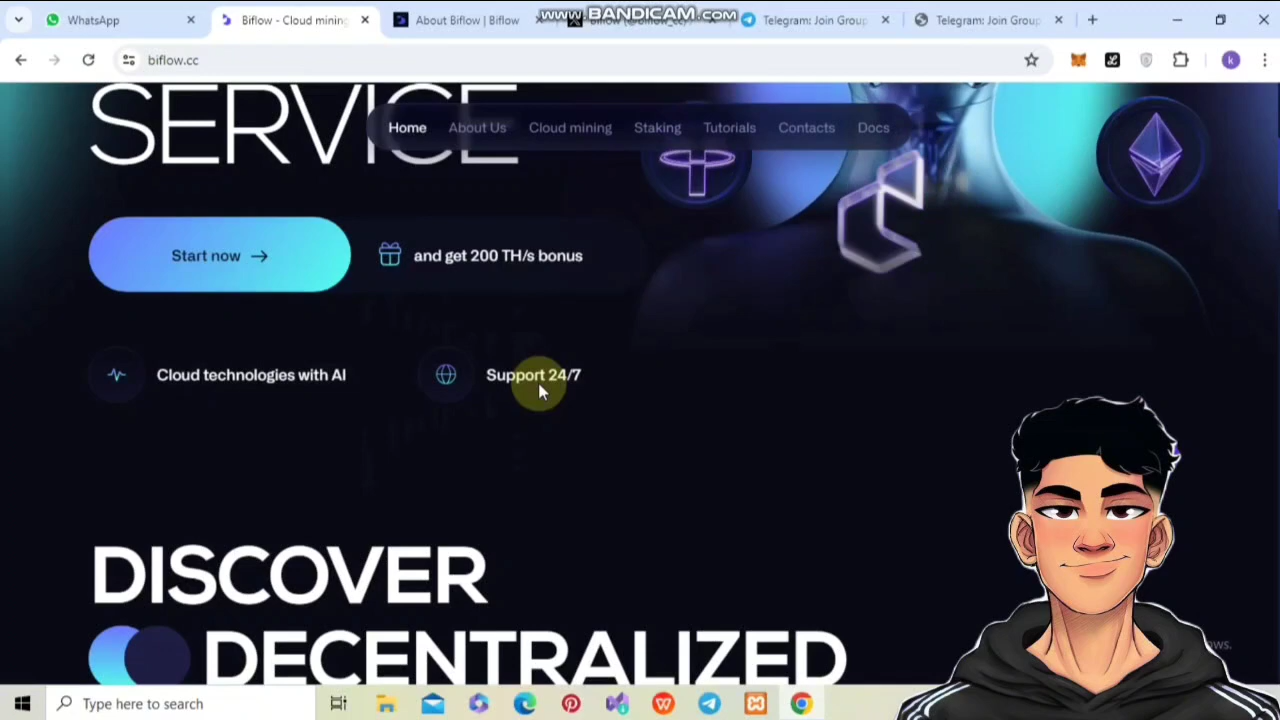 WhatsApp
Biflow - Cloud mining
About Biflow | Biflow
www.BANDICAM.com
Telegram: Join Group
Telegram: Join Group
biflow.cc
k
SERVICE
Home
About Us
Cloud mining
Staking
Tutorials
Contacts
Docs
Start now →
and get 200 TH/s bonus
Cloud technologies with AI
Support 24/7
DISCOVER
DECENTRALIZED
ows.
Type here to search